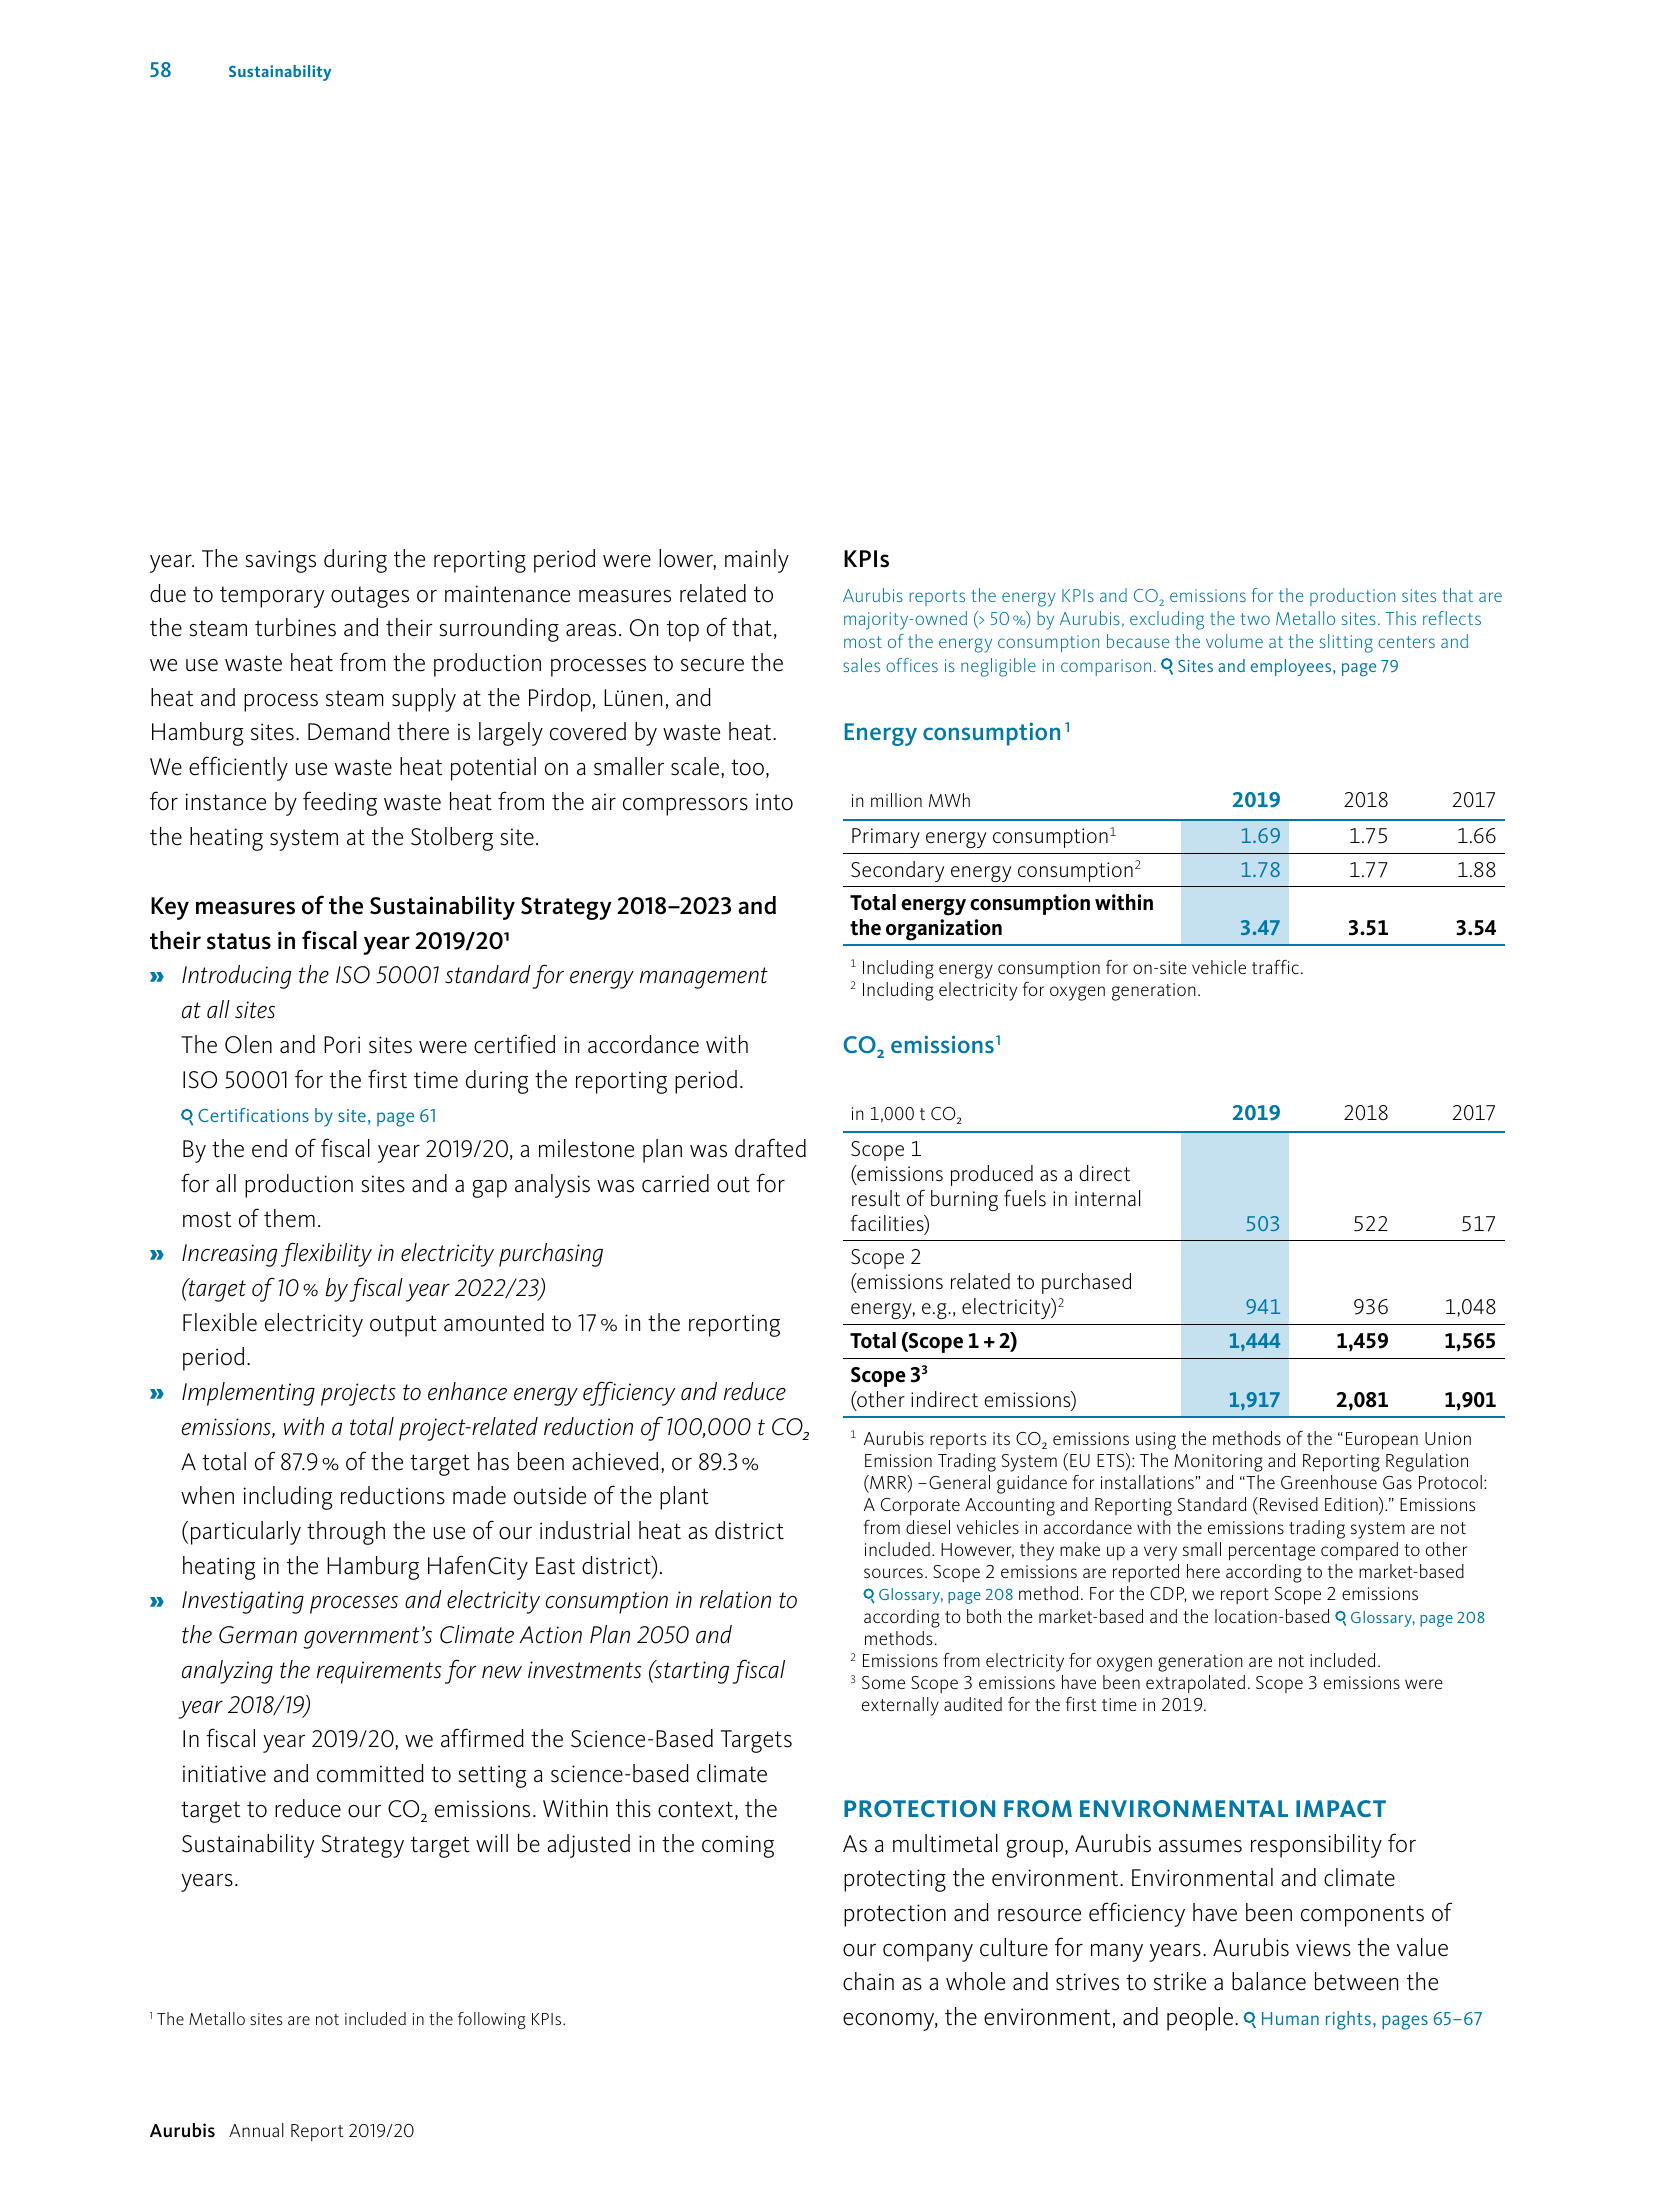 58 Sustainability
year. The savings during the reporting period were lower, mainly
due to temporary outages or maintenance measures related to
the steam turbines and their surrounding areas. On top of that,
we use waste heat from the production processes to secure the
heat and process steam supply at the Pirdop, Lünen, and
Hamburg sites. Demand there is largely covered by waste heat.
We efficiently use waste heat potential on a smaller scale, too,
for instance by feeding waste heat from the air compressors into
the heating system at the Stolberg site.
Key measures of the Sustainability Strategy 2018–2023 and
their status in fiscal year 2019/20¹
» Introducing the ISO 50001 standard for energy management
at all sites
The Olen and Pori sites were certified in accordance with
ISO 50001 for the first time during the reporting period.
Certifications by site, page 61
By the end of fiscal year 2019/20, a milestone plan was drafted
for all production sites and a gap analysis was carried out for
most of them.
» Increasing flexibility in electricity purchasing
(target of 10 % by fiscal year 2022/23)
Flexible electricity output amounted to 17 % in the reporting
period.
» Implementing projects to enhance energy efficiency and reduce
emissions, with a total project-related reduction of 100,000 t CO₂
A total of 87.9 % of the target has been achieved, or 89.3 %
when including reductions made outside of the plant
(particularly through the use of our industrial heat as district
heating in the Hamburg HafenCity East district).
» Investigating processes and electricity consumption in relation to
the German government’s Climate Action Plan 2050 and
analyzing the requirements for new investments (starting fiscal
year 2018/19)
In fiscal year 2019/20, we affirmed the Science-Based Targets
initiative and committed to setting a science-based climate
target to reduce our CO₂ emissions. Within this context, the
Sustainability Strategy target will be adjusted in the coming
years.
¹ The Metallo sites are not included in the following KPIs.
KPIs
Aurubis reports the energy KPIs and CO₂ emissions for the production sites that are
majority-owned (> 50 %) by Aurubis, excluding the two Metallo sites. This reflects
most of the energy consumption because the volume at the slitting centers and
sales offices is negligible in comparison. Sites and employees, page 79
Energy consumption¹
in million MWh 2019 2018 2017
Primary energy consumption¹ 1.69 1.75 1.66
Secondary energy consumption² 1.78 1.77 1.88
Total energy consumption within
the organization 3.47 3.51 3.54
¹ Including energy consumption for on-site vehicle traffic.
² Including electricity for oxygen generation.
CO₂ emissions¹
in 1,000 t CO₂ 2019 2018 2017
Scope 1
(emissions produced as a direct
result of burning fuels in internal
facilities) 503 522 517
Scope 2
(emissions related to purchased
energy, e.g., electricity)² 941 936 1,048
Total (Scope 1 + 2) 1,444 1,459 1,565
Scope 3³
(other indirect emissions) 1,917 2,081 1,901
¹ Aurubis reports its CO₂ emissions using the methods of the “European Union
Emission Trading System (EU ETS): The Monitoring and Reporting Regulation
(MRR) – General guidance for installations” and “The Greenhouse Gas Protocol:
A Corporate Accounting and Reporting Standard (Revised Edition).” Emissions
from diesel vehicles in accordance with the emissions trading system are not
included. However, they make up a very small percentage compared to other
sources. Scope 2 emissions are reported here according to the market-based
Glossary, page 208 method. For the CDP, we report Scope 2 emissions
according to both the market-based and the location-based Glossary, page 208
methods.
² Emissions from electricity for oxygen generation are not included.
³ Some Scope 3 emissions have been extrapolated. Scope 3 emissions were
externally audited for the first time in 2019.
PROTECTION FROM ENVIRONMENTAL IMPACT
As a multimetal group, Aurubis assumes responsibility for
protecting the environment. Environmental and climate
protection and resource efficiency have been components of
our company culture for many years. Aurubis views the value
chain as a whole and strives to strike a balance between the
economy, the environment, and people. Human rights, pages 65–67
Aurubis Annual Report 2019/20